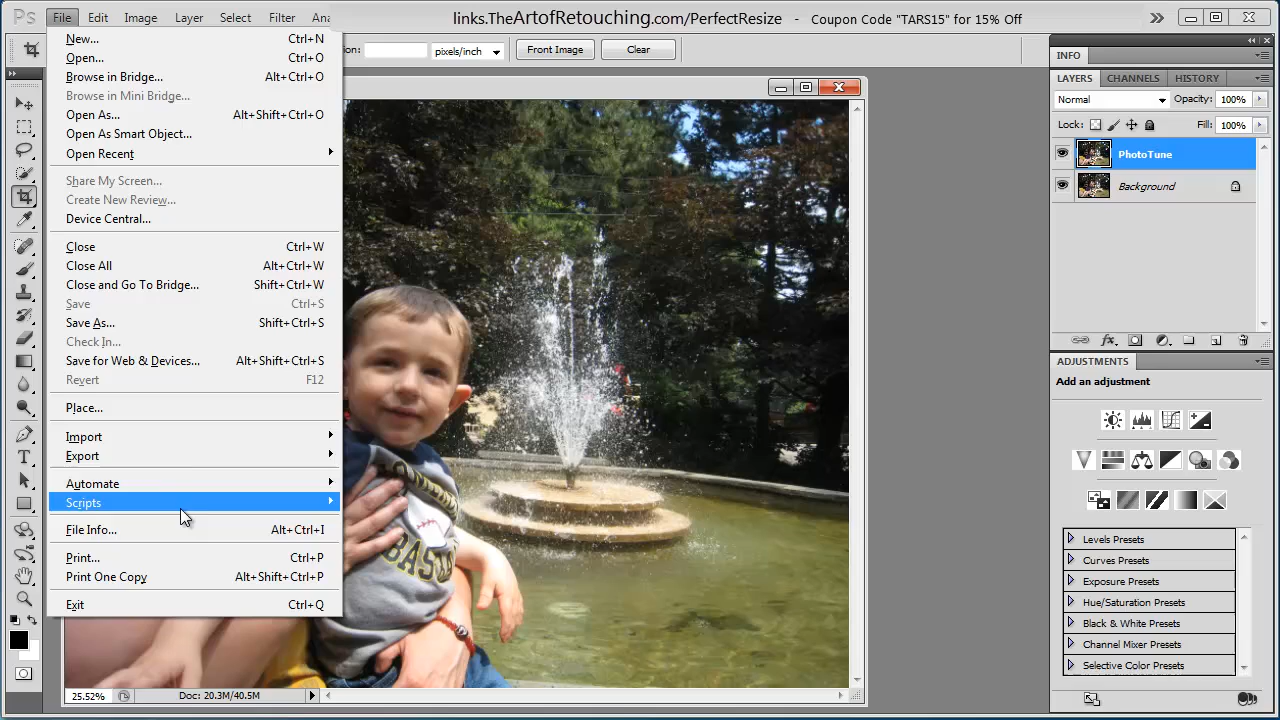 Ps File Edit Image Layer Select Filter links.TheArtofRetouching.com/PerfectResize - Coupon Code "TARS15" for 15% Off
pixels/inch Front Image Clear
New... Ctrl+N
Open... Ctrl+O
Browse in Bridge... Alt+Ctrl+O
Browse in Mini Bridge...
Open As... Alt+Shift+Ctrl+O
Open As Smart Object...
Open Recent
Share My Screen...
Create New Review...
Device Central...
Close Ctrl+W
Close All Alt+Ctrl+W
Close and Go To Bridge... Shift+Ctrl+W
Save Ctrl+S
Save As... Shift+Ctrl+S
Check In...
Save for Web & Devices... Alt+Shift+Ctrl+S
Revert F12
Place...
Import
Export
Automate
Scripts
File Info... Alt+Ctrl+I
Print... Ctrl+P
Print One Copy Alt+Shift+Ctrl+P
Exit Ctrl+Q
25.52% Doc: 20.3M/40.5M
INFO
LAYERS CHANNELS HISTORY
Normal Opacity: 100%
Lock: Fill: 100%
PhotoTune
Background
ADJUSTMENTS
Add an adjustment
Levels Presets
Curves Presets
Exposure Presets
Hue/Saturation Presets
Black & White Presets
Channel Mixer Presets
Selective Color Presets